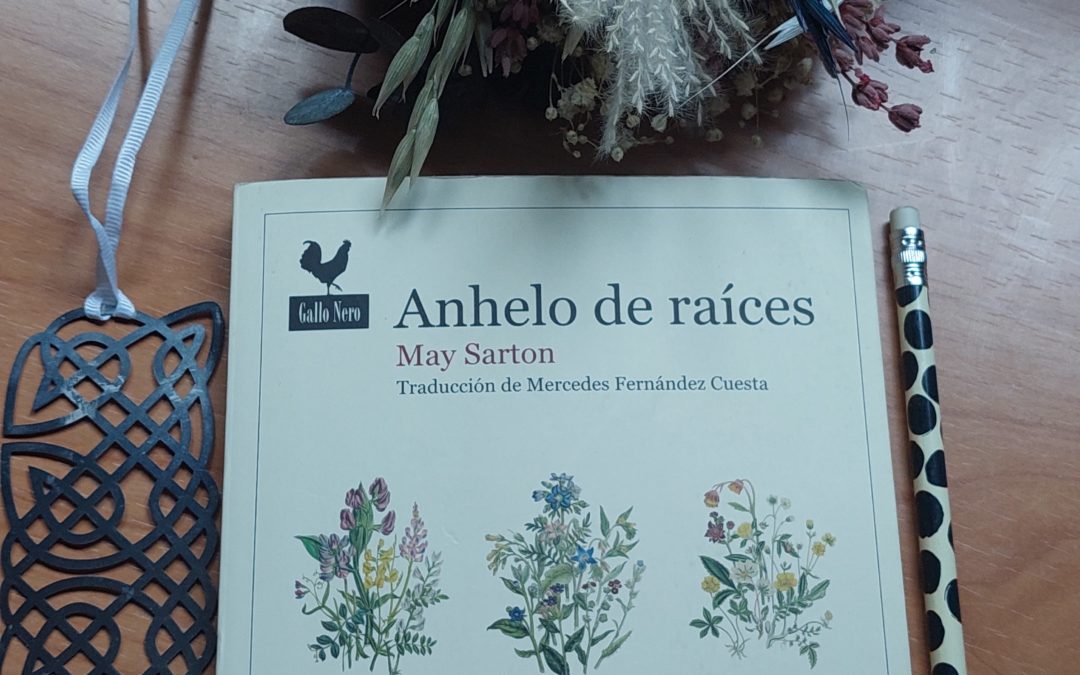 Gallo Nero
Anhelo de raíces
May Sarton
Traducción de Mercedes Fernández Cuesta